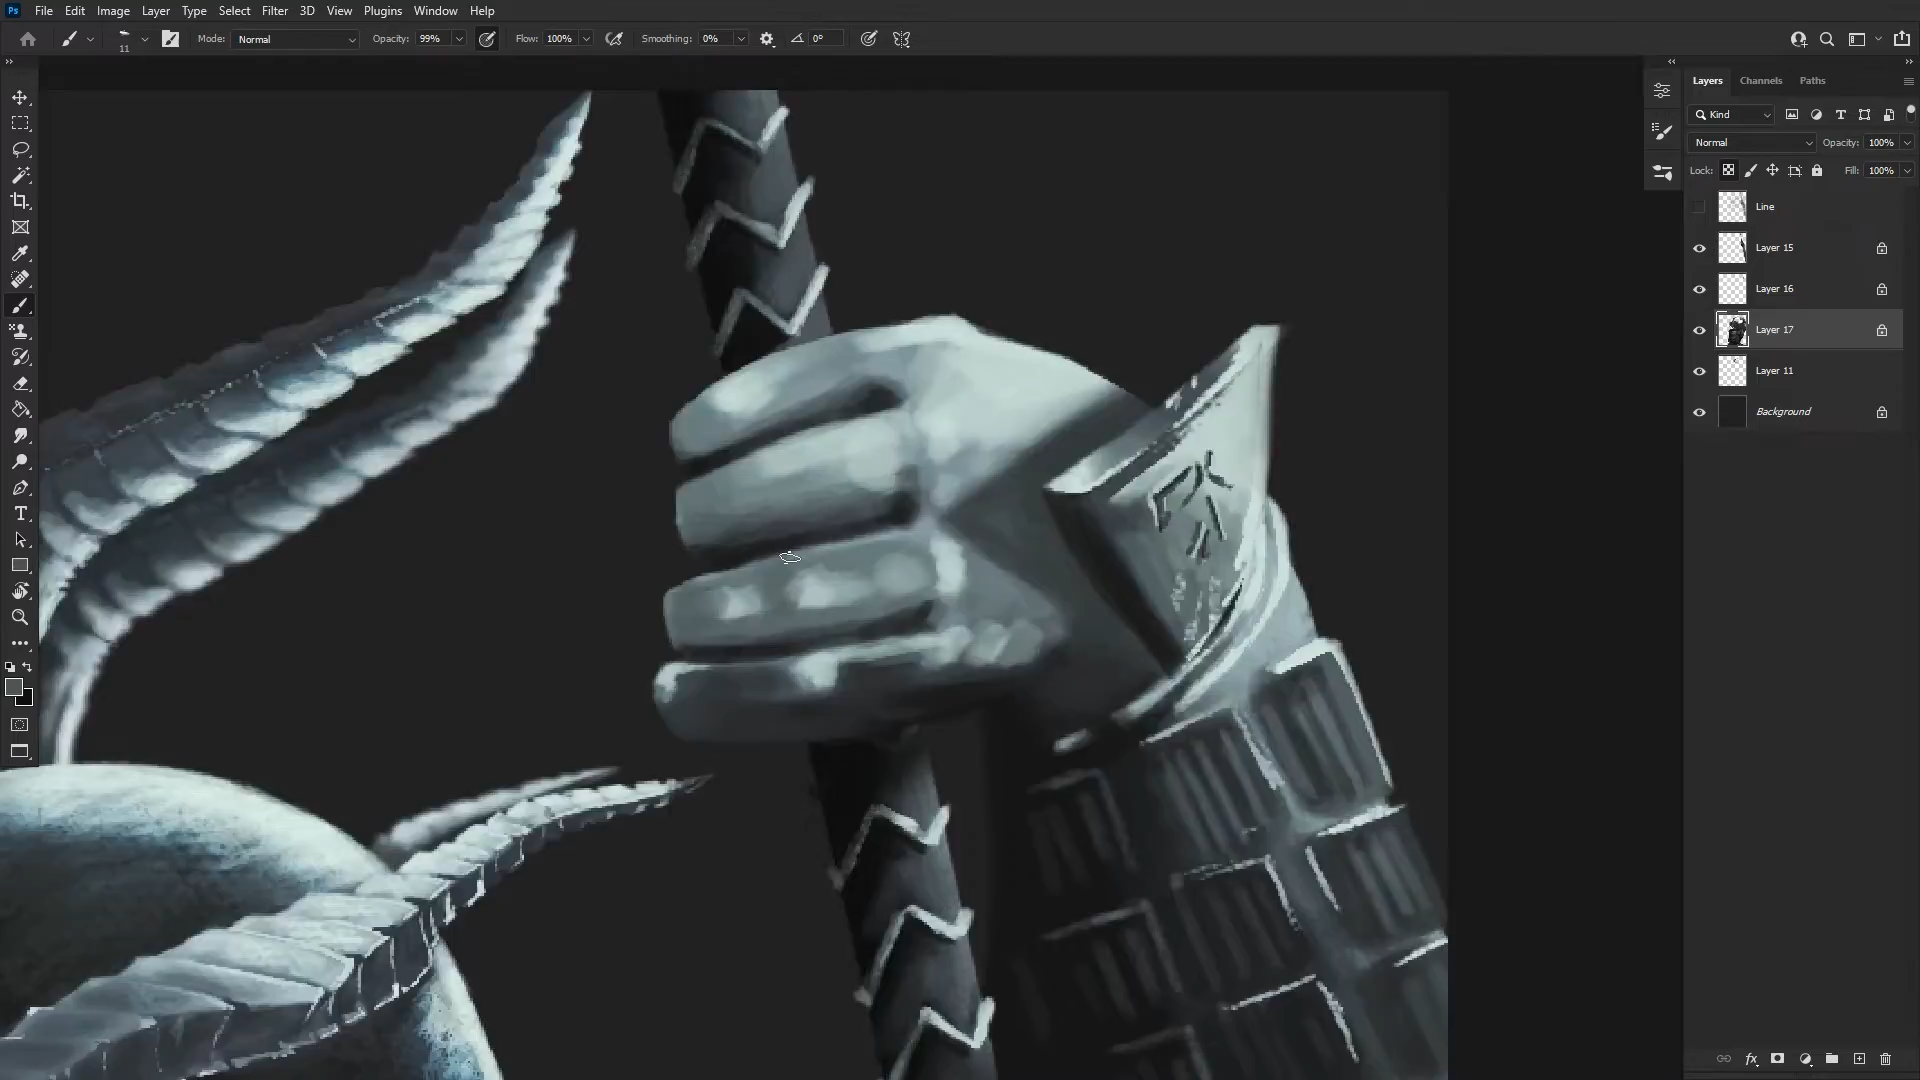 Ps File Edit Image Layer Type Select Filter 3D View Plugins Window Help
11 Mode: Normal Opacity: 99% Flow: 100% Smoothing: 0% 0°
Layers Channels Paths
Kind
Normal Opacity: 100%
Lock: Fill: 100%
Line
Layer 15
Layer 16
Layer 17
Layer 11
Background